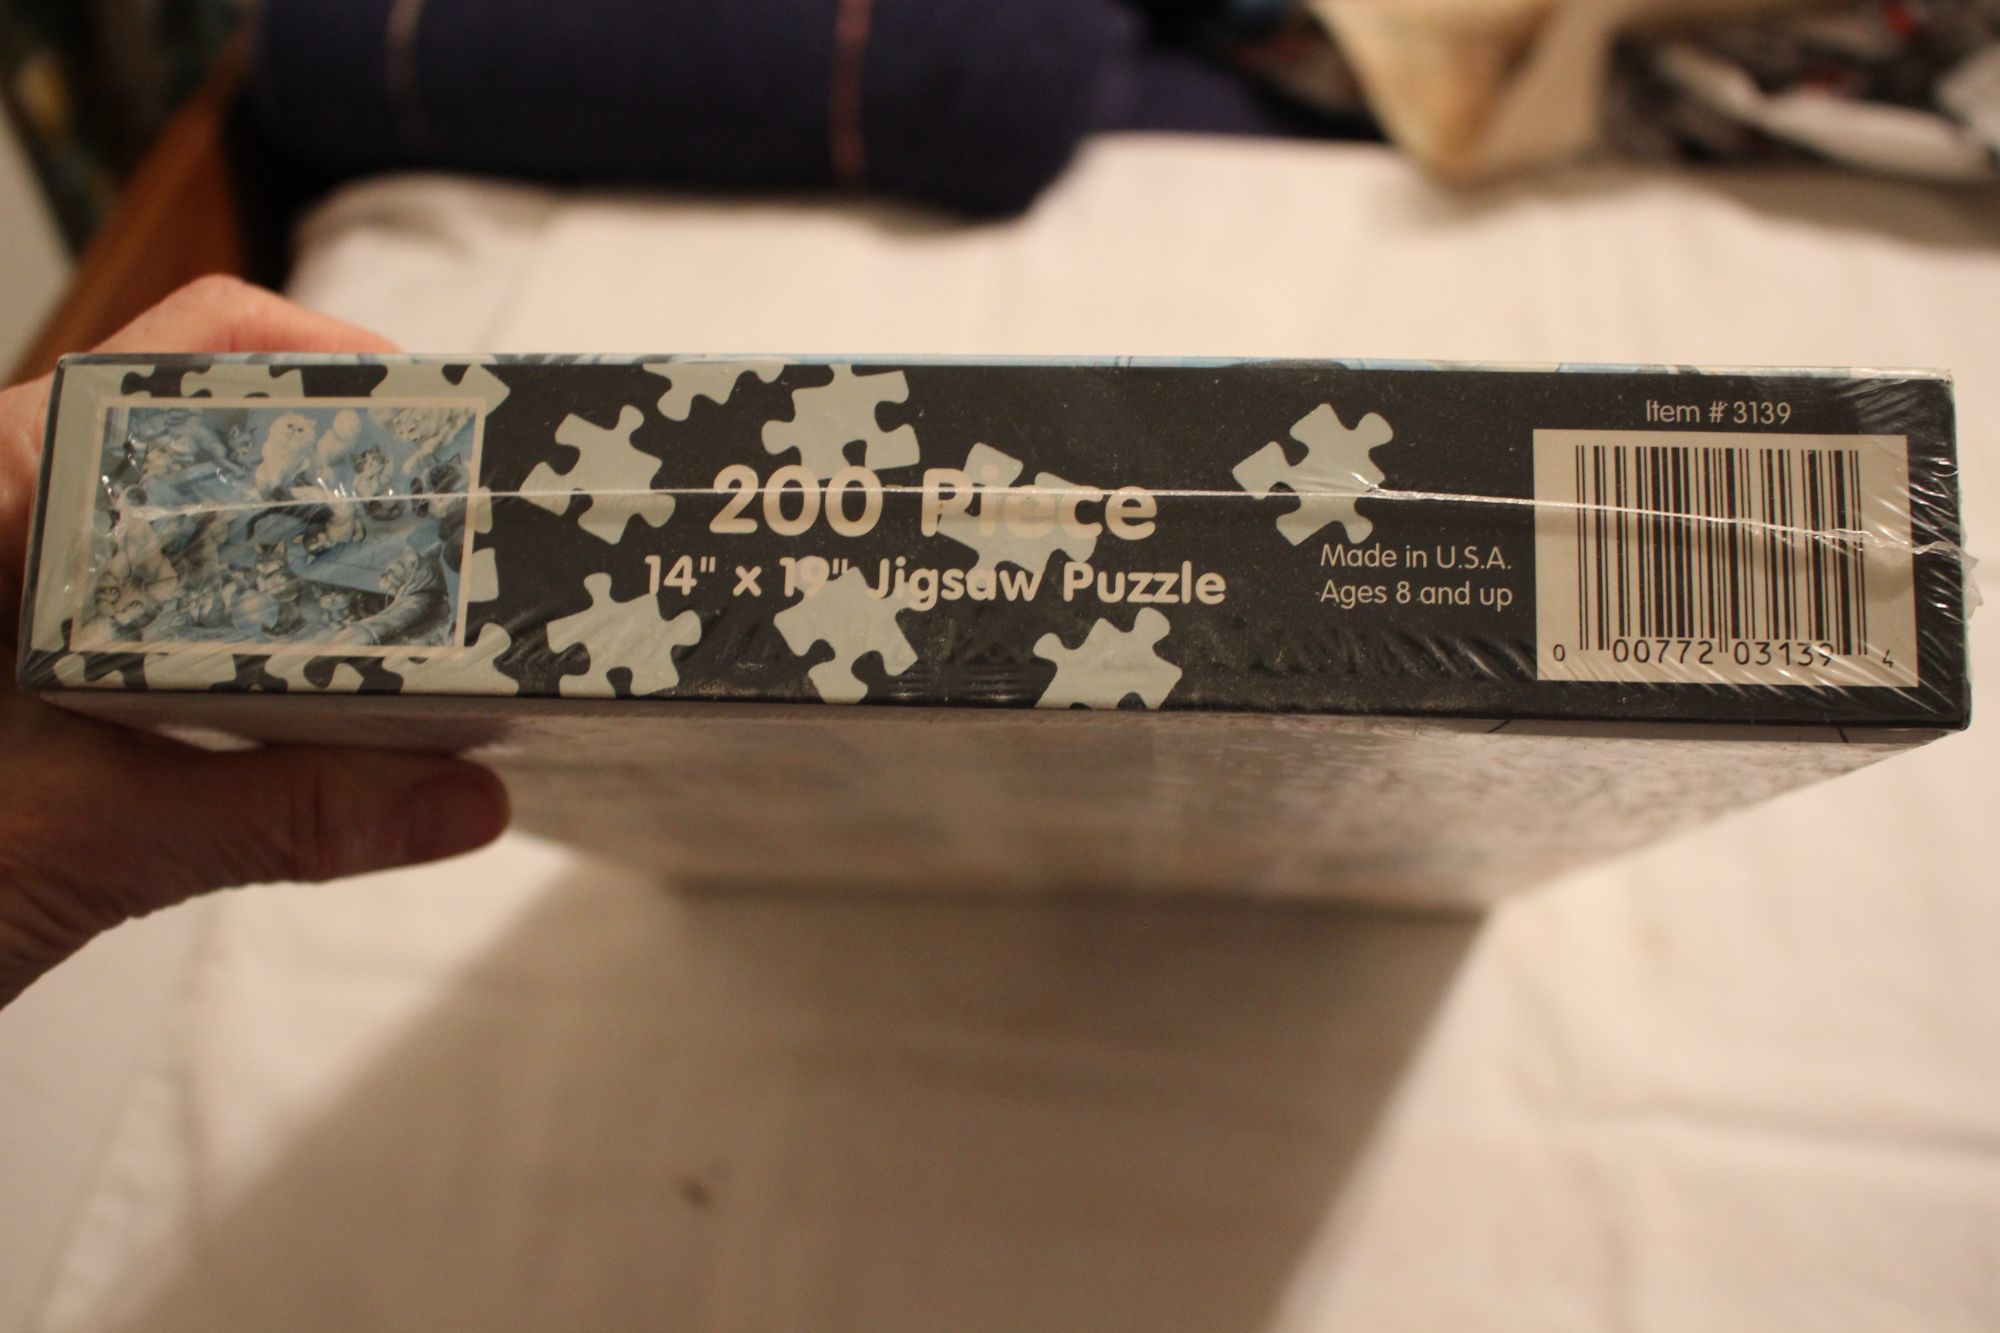 200 Piece
14" x 19" Jigsaw Puzzle
Made in U.S.A.
Ages 8 and up
Item # 3139
0 00772 03139 4